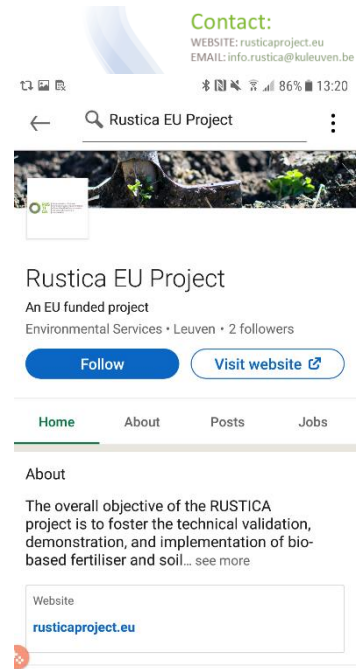 Contact:
WEBSITE: rusticaproject.eu
EMAIL: info.rustica@kuleuven.be
86% 13:20
Rustica EU Project
Rustica EU Project
An EU funded project
Environmental Services • Leuven • 2 followers
Follow
Visit website
Home About Posts Jobs
About
The overall objective of the RUSTICA
project is to foster the technical validation,
demonstration, and implementation of bio-
based fertiliser and soil... see more
Website
rusticaproject.eu